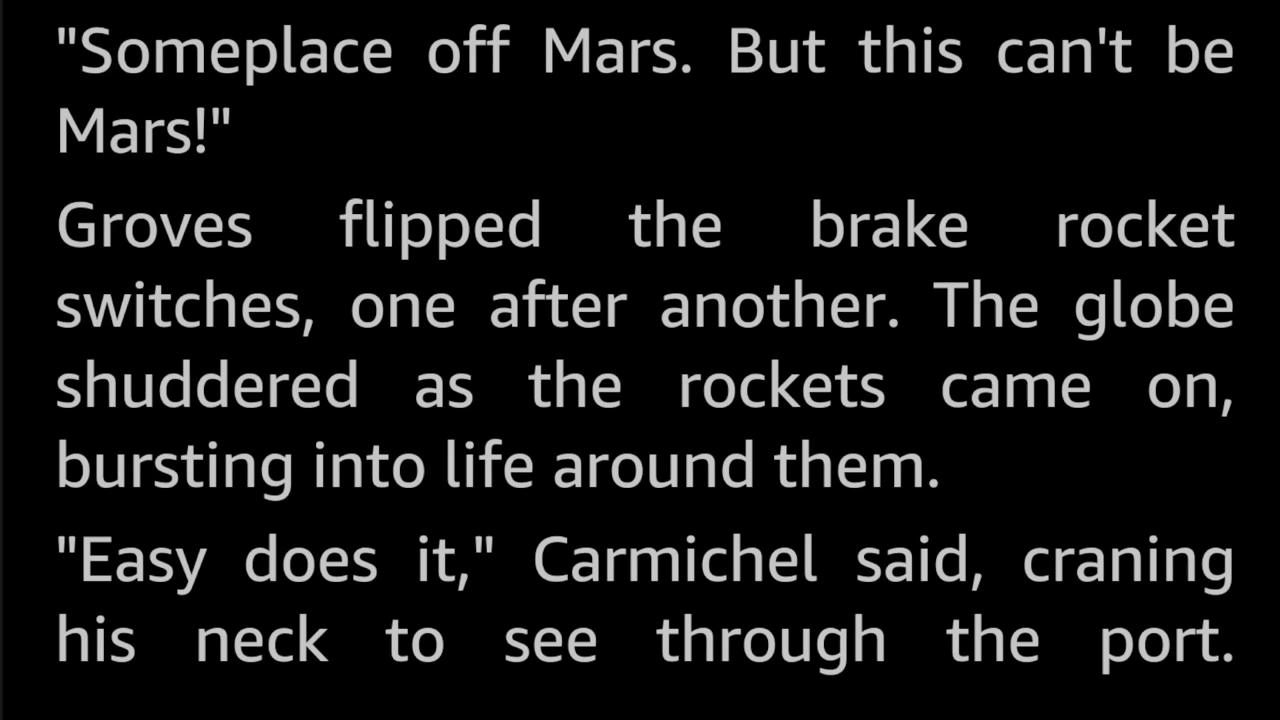 "Someplace off Mars. But this can't be
Mars!"
Groves flipped the brake rocket
switches, one after another. The globe
shuddered as the rockets came on,
bursting into life around them.
"Easy does it," Carmichel said, craning
his neck to see through the port.